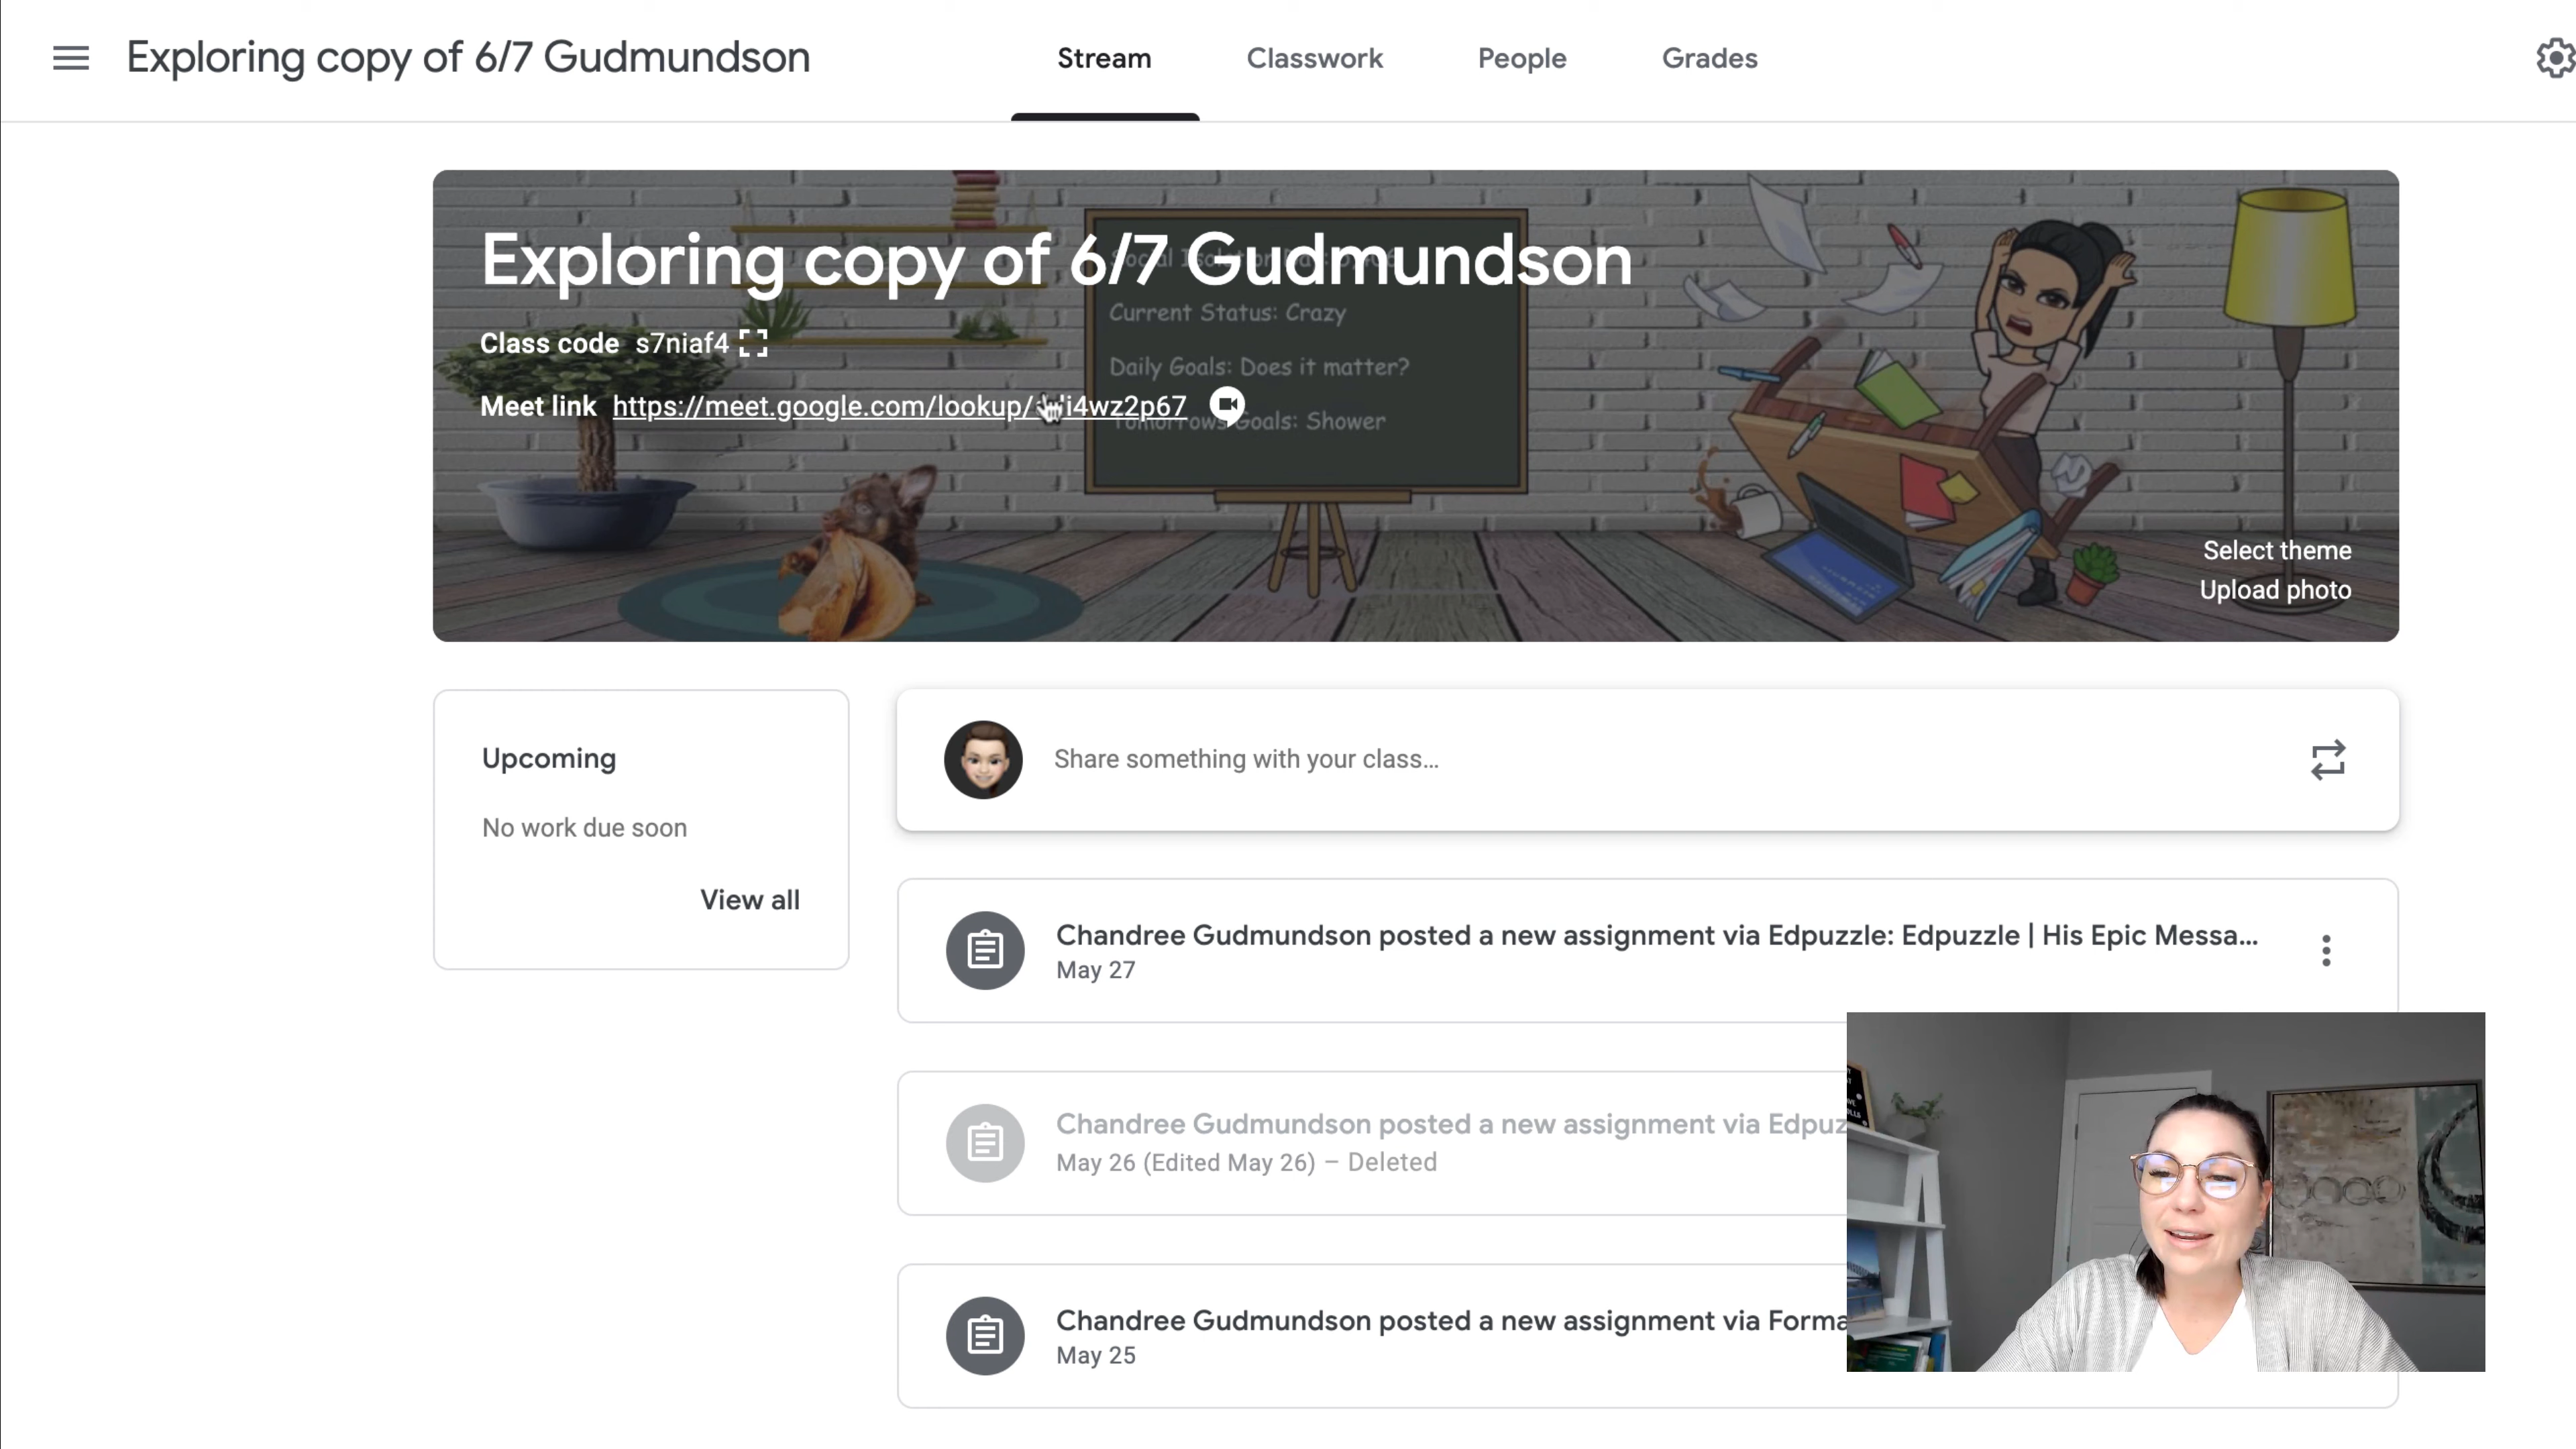 Exploring copy of 6/7 Gudmundson
Stream
Classwork
People
Grades
Exploring copy of 6/7 Gudmundson
Current Status: Crazy
Class code s7niaf4
Daily Goals: Does it matter?
Meet link https://meet.google.com/lookup/ i4wz2p67
Tomorrows Goals: Shower
Select theme
Upload photo
Upcoming
No work due soon
View all
Share something with your class...
Chandree Gudmundson posted a new assignment via Edpuzzle: Edpuzzle | His Epic Messa...
May 27
Chandree Gudmundson posted a new assignment via Edpuz
May 26 (Edited May 26) – Deleted
Chandree Gudmundson posted a new assignment via Forma
May 25